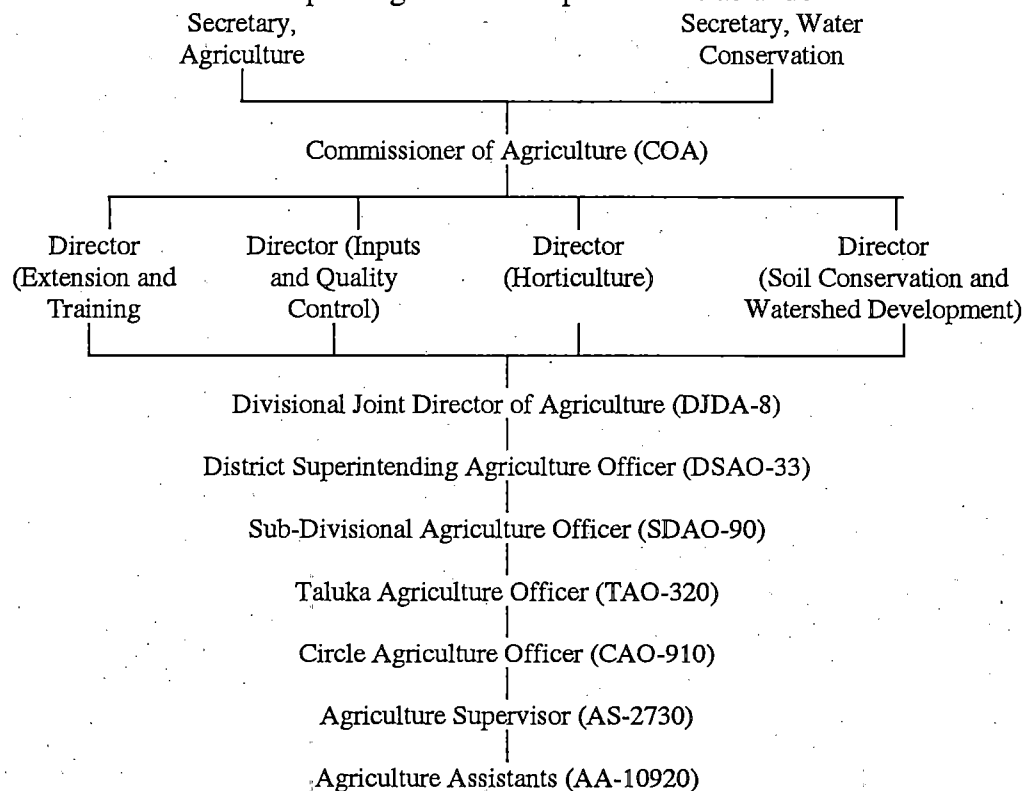 Secretary,
Agriculture
Secretary, Water
Conservation
Commissioner of Agriculture (COA)
Director
(Extension and
Training
Director (Inputs
and Quality
Control)
Director
(Horticulture)
Director
(Soil Conservation and
Watershed Development)
Divisional Joint Director of Agriculture (DJDA-8)
District Superintending Agriculture Officer (DSAO-33)
Sub-Divisional Agriculture Officer (SDAO-90)
Taluka Agriculture Officer (TAO-320)
Circle Agriculture Officer (CAO-910)
Agriculture Supervisor (AS-2730)
Agriculture Assistants (AA-10920)